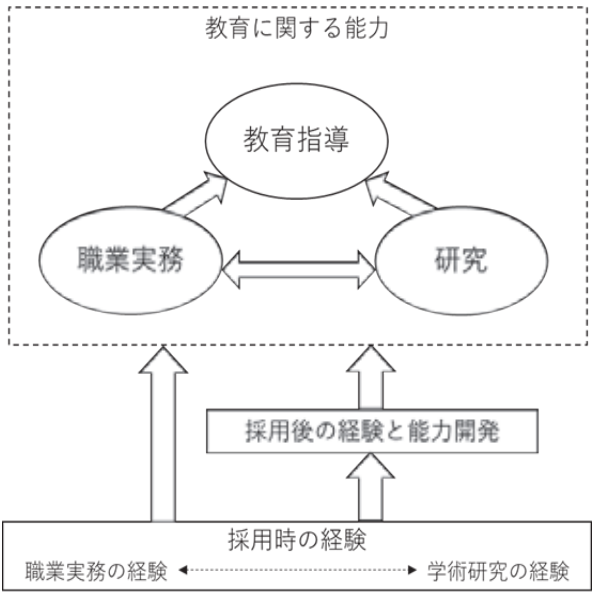 教育に関する能力
教育指導
職業実務
研究
採用後の経験と能力開発
採用時の経験
職業実務の経験
学術研究の経験